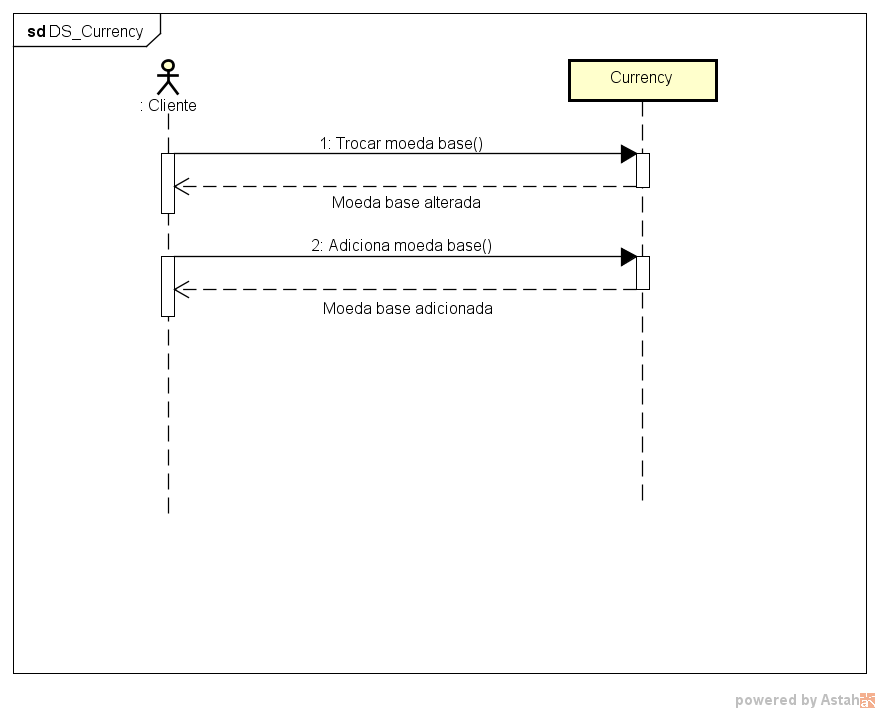 sd DS_Currency
: Cliente
Currency
1: Trocar moeda base()
Moeda base alterada
2: Adiciona moeda base()
Moeda base adicionada
powered by Astah